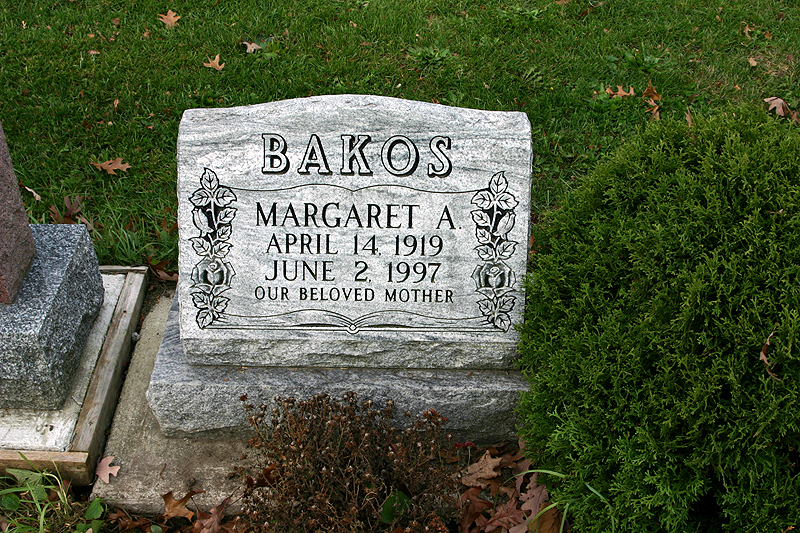 BAKOS
MARGARET A.
APRIL 14, 1919
JUNE 2, 1997
OUR BELOVED MOTHER